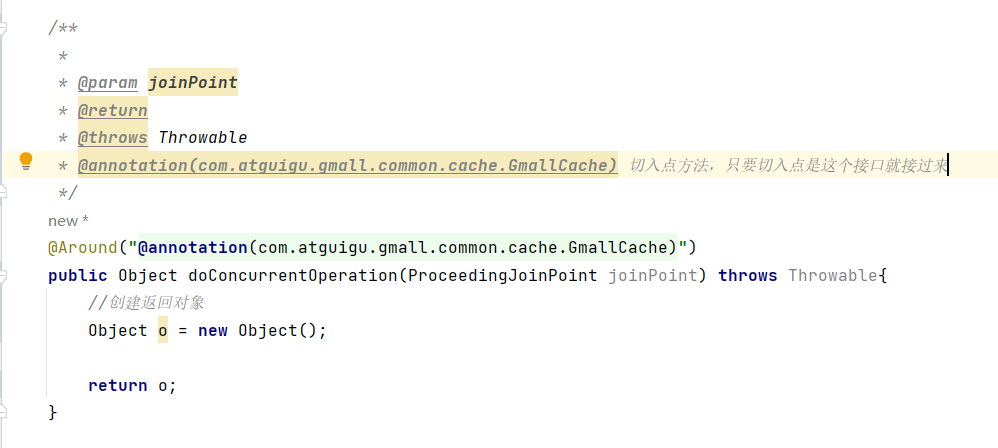 /**
 *
 * @param joinPoint
 * @return
 * @throws Throwable
 * @annotation(com.atguigu.gmall.common.cache.GmallCache) 切入点方法，只要切入点是这个接口就接过来
 */
new *
@Around("@annotation(com.atguigu.gmall.common.cache.GmallCache)")
public Object doConcurrentOperation(ProceedingJoinPoint joinPoint) throws Throwable{
    //创建返回对象
    Object o = new Object();

    return o;
}